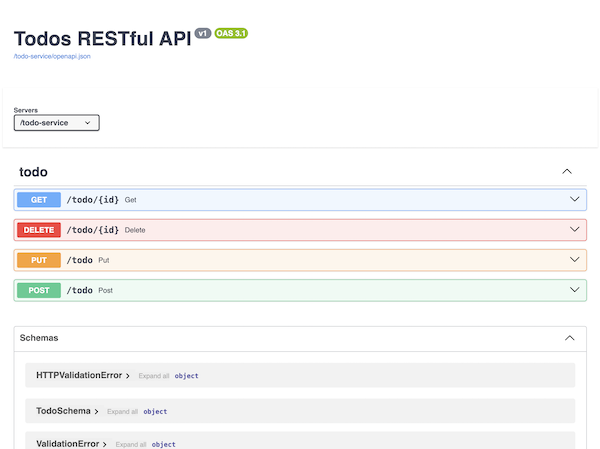 Todos RESTful API v1 OAS 3.1
/todo-service/openapi.json
Servers
/todo-service
todo
GET /todo/{id} Get
DELETE /todo/{id} Delete
PUT /todo Put
POST /todo Post
Schemas
HTTPValidationError Expand all object
TodoSchema Expand all object
ValidationError Expand all object